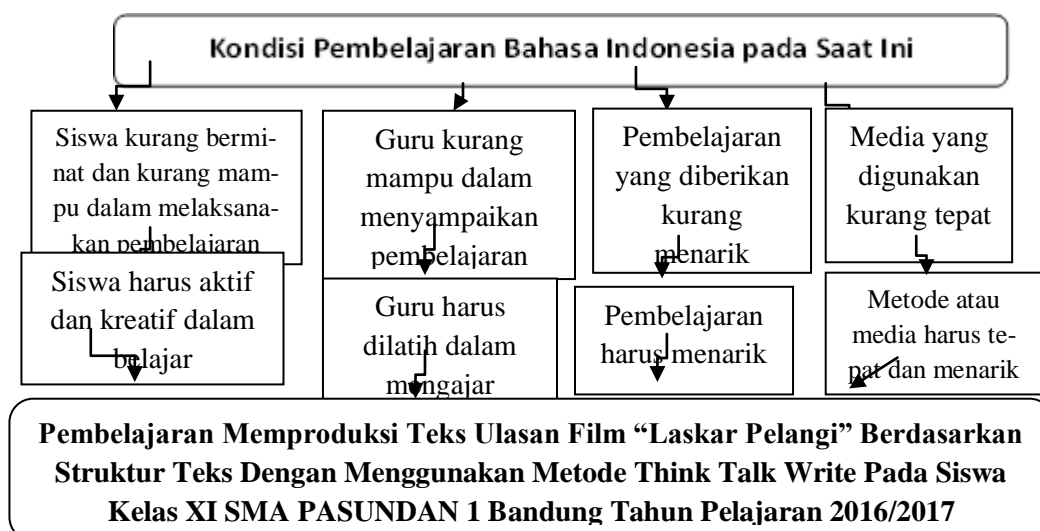 Kondisi Pembelajaran Bahasa Indonesia pada Saat Ini
Siswa kurang bermi-
nat dan kurang mam-
pu dalam melaksana-
kan pembelajaran
Guru kurang
mampu dalam
menyampaikan
pembelajaran
Pembelajaran
yang diberikan
kurang
menarik
Media yang
digunakan
kurang tepat
Siswa harus aktif
dan kreatif dalam
belajar
Guru harus
dilatih dalam
mengajar
Pembelajaran
harus menarik
Metode atau
media harus te-
pat dan menarik
Pembelajaran Memproduksi Teks Ulasan Film “Laskar Pelangi” Berdasarkan
Struktur Teks Dengan Menggunakan Metode Think Talk Write Pada Siswa
Kelas XI SMA PASUNDAN 1 Bandung Tahun Pelajaran 2016/2017